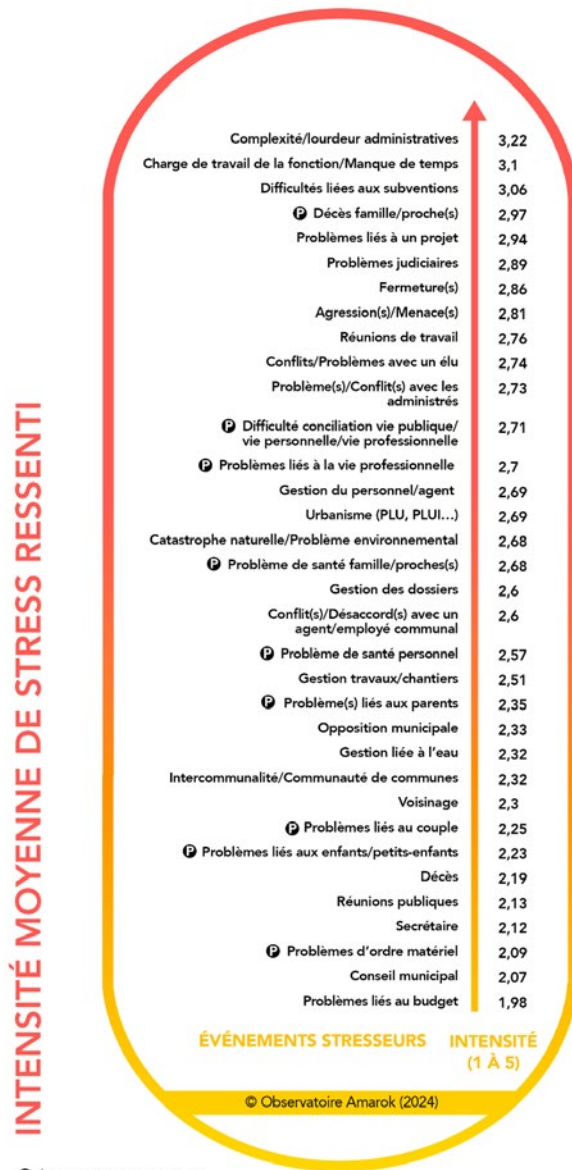 INTENSITÉ MOYENNE DE STRESS RESSENTI
Complexité/lourdeur administratives 3,22
Charge de travail de la fonction/Manque de temps 3,1
Difficultés liées aux subventions 3,06
P Décès famille/proche(s) 2,97
Problèmes liés à un projet 2,94
Problèmes judiciaires 2,89
Fermeture(s) 2,86
Agression(s)/Menace(s) 2,81
Réunions de travail 2,76
Conflits/Problèmes avec un élu 2,74
Problème(s)/Conflit(s) avec les 2,73
administrés
P Difficulté conciliation vie publique/ 2,71
vie personnelle/vie professionnelle
P Problèmes liés à la vie professionnelle 2,7
Gestion du personnel/agent 2,69
Urbanisme (PLU, PLUI...) 2,69
Catastrophe naturelle/Problème environnemental 2,68
P Problème de santé famille/proches(s) 2,68
Gestion des dossiers 2,6
Conflit(s)/Désaccord(s) avec un 2,6
agent/employé communal
P Problème de santé personnel 2,57
Gestion travaux/chantiers 2,51
P Problème(s) liés aux parents 2,35
Opposition municipale 2,33
Gestion liée à l'eau 2,32
Intercommunalité/Communauté de communes 2,32
Voisinage 2,3
P Problèmes liés au couple 2,25
P Problèmes liés aux enfants/petits-enfants 2,23
Décès 2,19
Réunions publiques 2,13
Secrétaire 2,12
P Problèmes d'ordre matériel 2,09
Conseil municipal 2,07
Problèmes liés au budget 1,98
ÉVÉNEMENTS STRESSEURS INTENSITÉ
(1 À 5)
© Observatoire Amarok (2024)